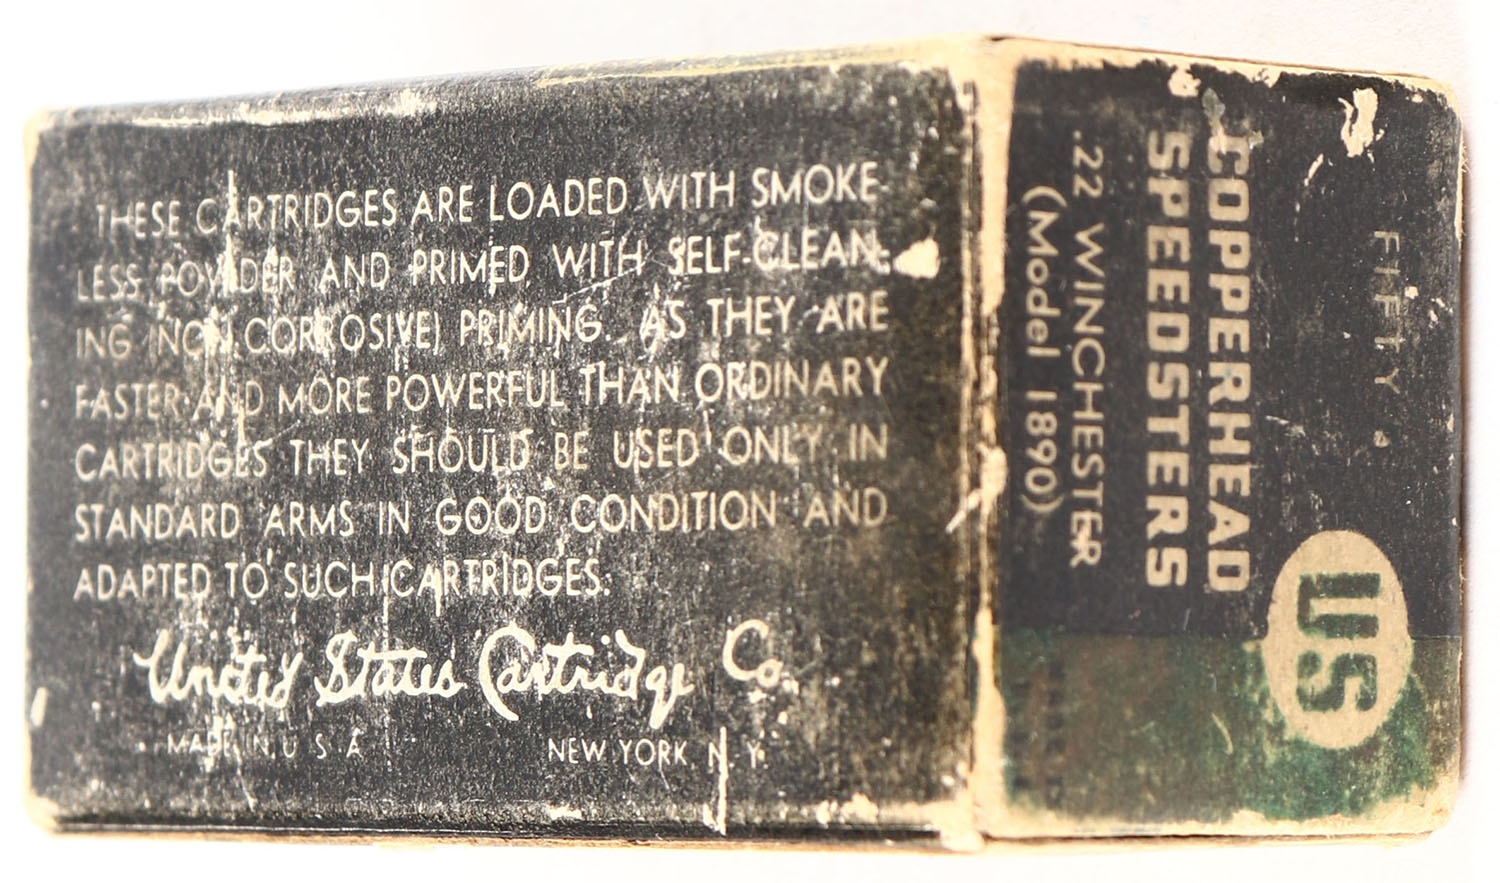 THESE CARTRIDGES ARE LOADED WITH SMOKE-
LESS POWDER AND PRIMED WITH SELF-CLEAN-
ING (NON CORROSIVE) PRIMING. AS THEY ARE
FASTER AND MORE POWERFUL THAN ORDINARY
CARTRIDGES THEY SHOULD BE USED ONLY IN
STANDARD ARMS IN GOOD CONDITION AND
ADAPTED TO SUCH CARTRIDGES.
United States Cartridge Co.
MADE IN U S A NEW YORK N. Y.
FIFTY
COPPERHEAD
SPEEDSTERS
.22 WINCHESTER
(Model 1890)
US